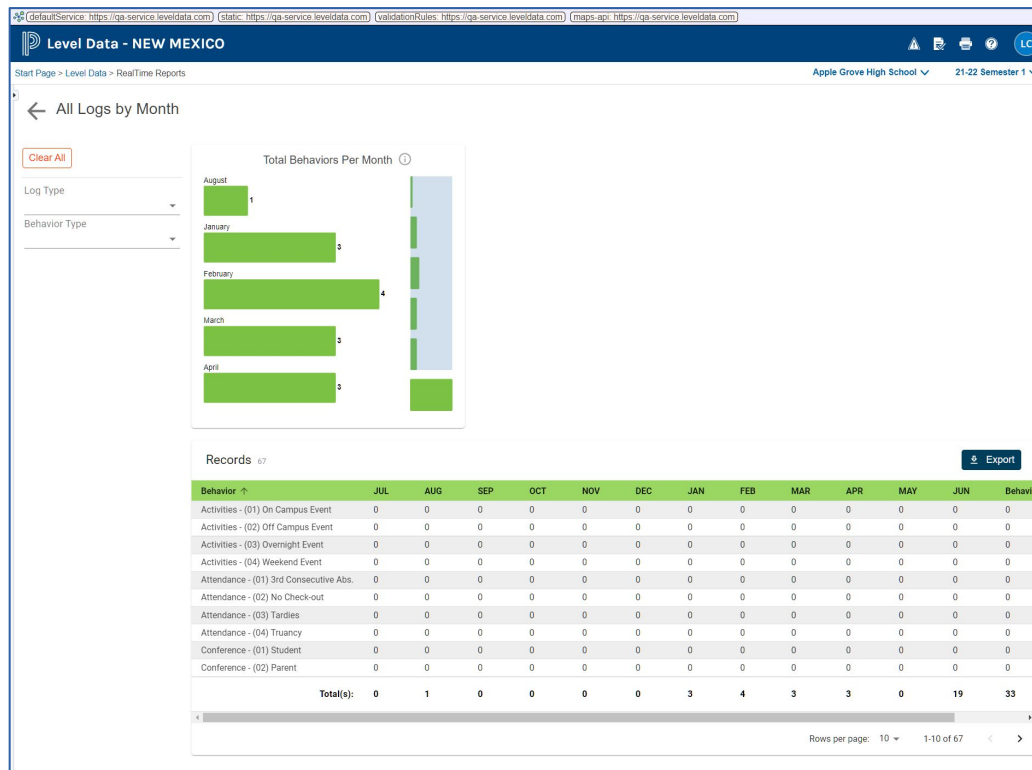 defaultService: https://qa-service.leveldata.com static: https://qa-service.leveldata.com validationRules: https://qa-service.leveldata.com maps-api: https://qa-service.leveldata.com
Level Data - NEW MEXICO LC
Start Page > Level Data > RealTime Reports Apple Grove High School 21-22 Semester 1
All Logs by Month
Clear All
Log Type
Behavior Type
Total Behaviors Per Month
August
1
January
3
February
4
March
3
April
3
Records 67 Export
Behavior JUL AUG SEP OCT NOV DEC JAN FEB MAR APR MAY JUN Behavi
Activities - (01) On Campus Event 0 0 0 0 0 0 0 0 0 0 0 0 0
Activities - (02) Off Campus Event 0 0 0 0 0 0 0 0 0 0 0 0 0
Activities - (03) Overnight Event 0 0 0 0 0 0 0 0 0 0 0 0 0
Activities - (04) Weekend Event 0 0 0 0 0 0 0 0 0 0 0 0 0
Attendance - (01) 3rd Consecutive Abs. 0 0 0 0 0 0 0 0 0 0 0 0 0
Attendance - (02) No Check-out 0 0 0 0 0 0 0 0 0 0 0 0 0
Attendance - (03) Tardies 0 0 0 0 0 0 0 0 0 0 0 0 0
Attendance - (04) Truancy 0 0 0 0 0 0 0 0 0 0 0 0 0
Conference - (01) Student 0 0 0 0 0 0 0 0 0 0 0 0 0
Conference - (02) Parent 0 0 0 0 0 0 0 0 0 0 0 0 0
Total(s): 0 1 0 0 0 0 3 4 3 3 0 19 33
Rows per page: 10 1-10 of 67